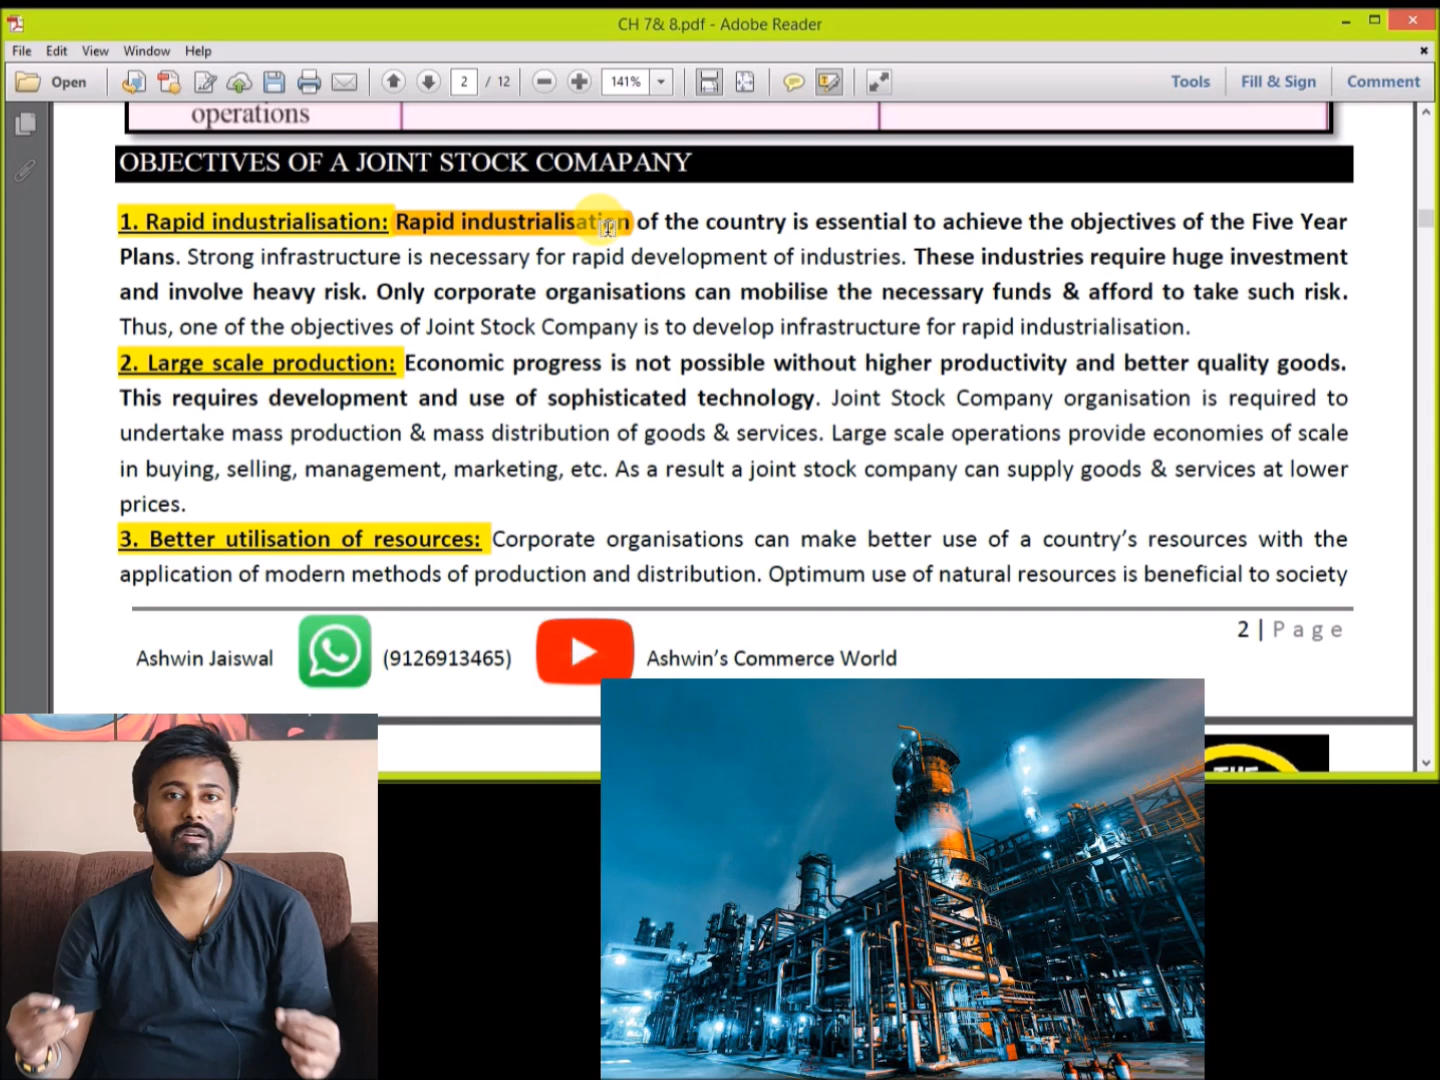 CH 7& 8.pdf - Adobe Reader
File Edit View Window Help
Open 2 / 12 141% Tools Fill & Sign Comment
operations
OBJECTIVES OF A JOINT STOCK COMAPANY
1. Rapid industrialisation: Rapid industrialisation of the country is essential to achieve the objectives of the Five Year
Plans. Strong infrastructure is necessary for rapid development of industries. These industries require huge investment
and involve heavy risk. Only corporate organisations can mobilise the necessary funds & afford to take such risk.
Thus, one of the objectives of Joint Stock Company is to develop infrastructure for rapid industrialisation.
2. Large scale production: Economic progress is not possible without higher productivity and better quality goods.
This requires development and use of sophisticated technology. Joint Stock Company organisation is required to
undertake mass production & mass distribution of goods & services. Large scale operations provide economies of scale
in buying, selling, management, marketing, etc. As a result a joint stock company can supply goods & services at lower
prices.
3. Better utilisation of resources: Corporate organisations can make better use of a country's resources with the
application of modern methods of production and distribution. Optimum use of natural resources is beneficial to society
2 | Page
Ashwin Jaiswal (9126913465) Ashwin's Commerce World
THE